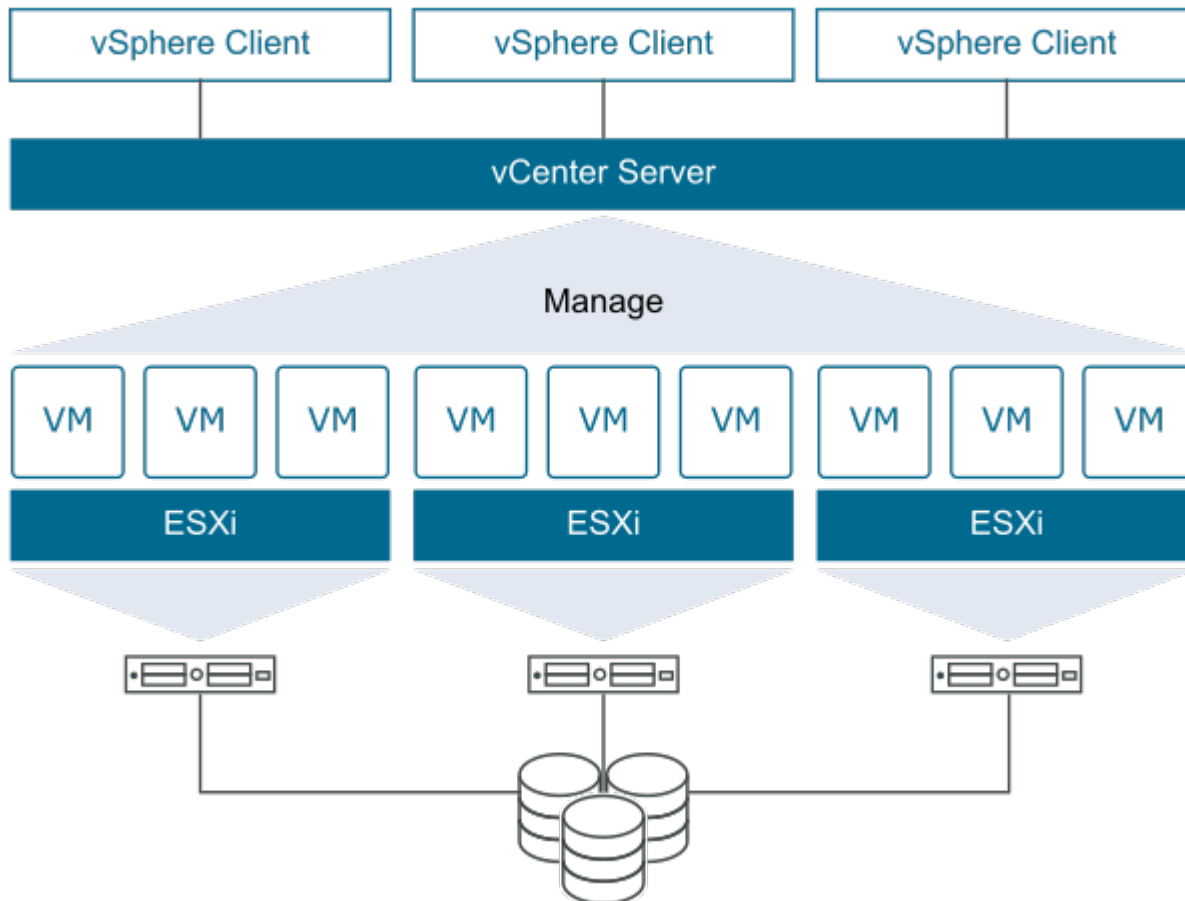 vSphere Client
vSphere Client
vSphere Client
vCenter Server
Manage
VM
VM
VM
VM
VM
VM
VM
VM
VM
ESXi
ESXi
ESXi